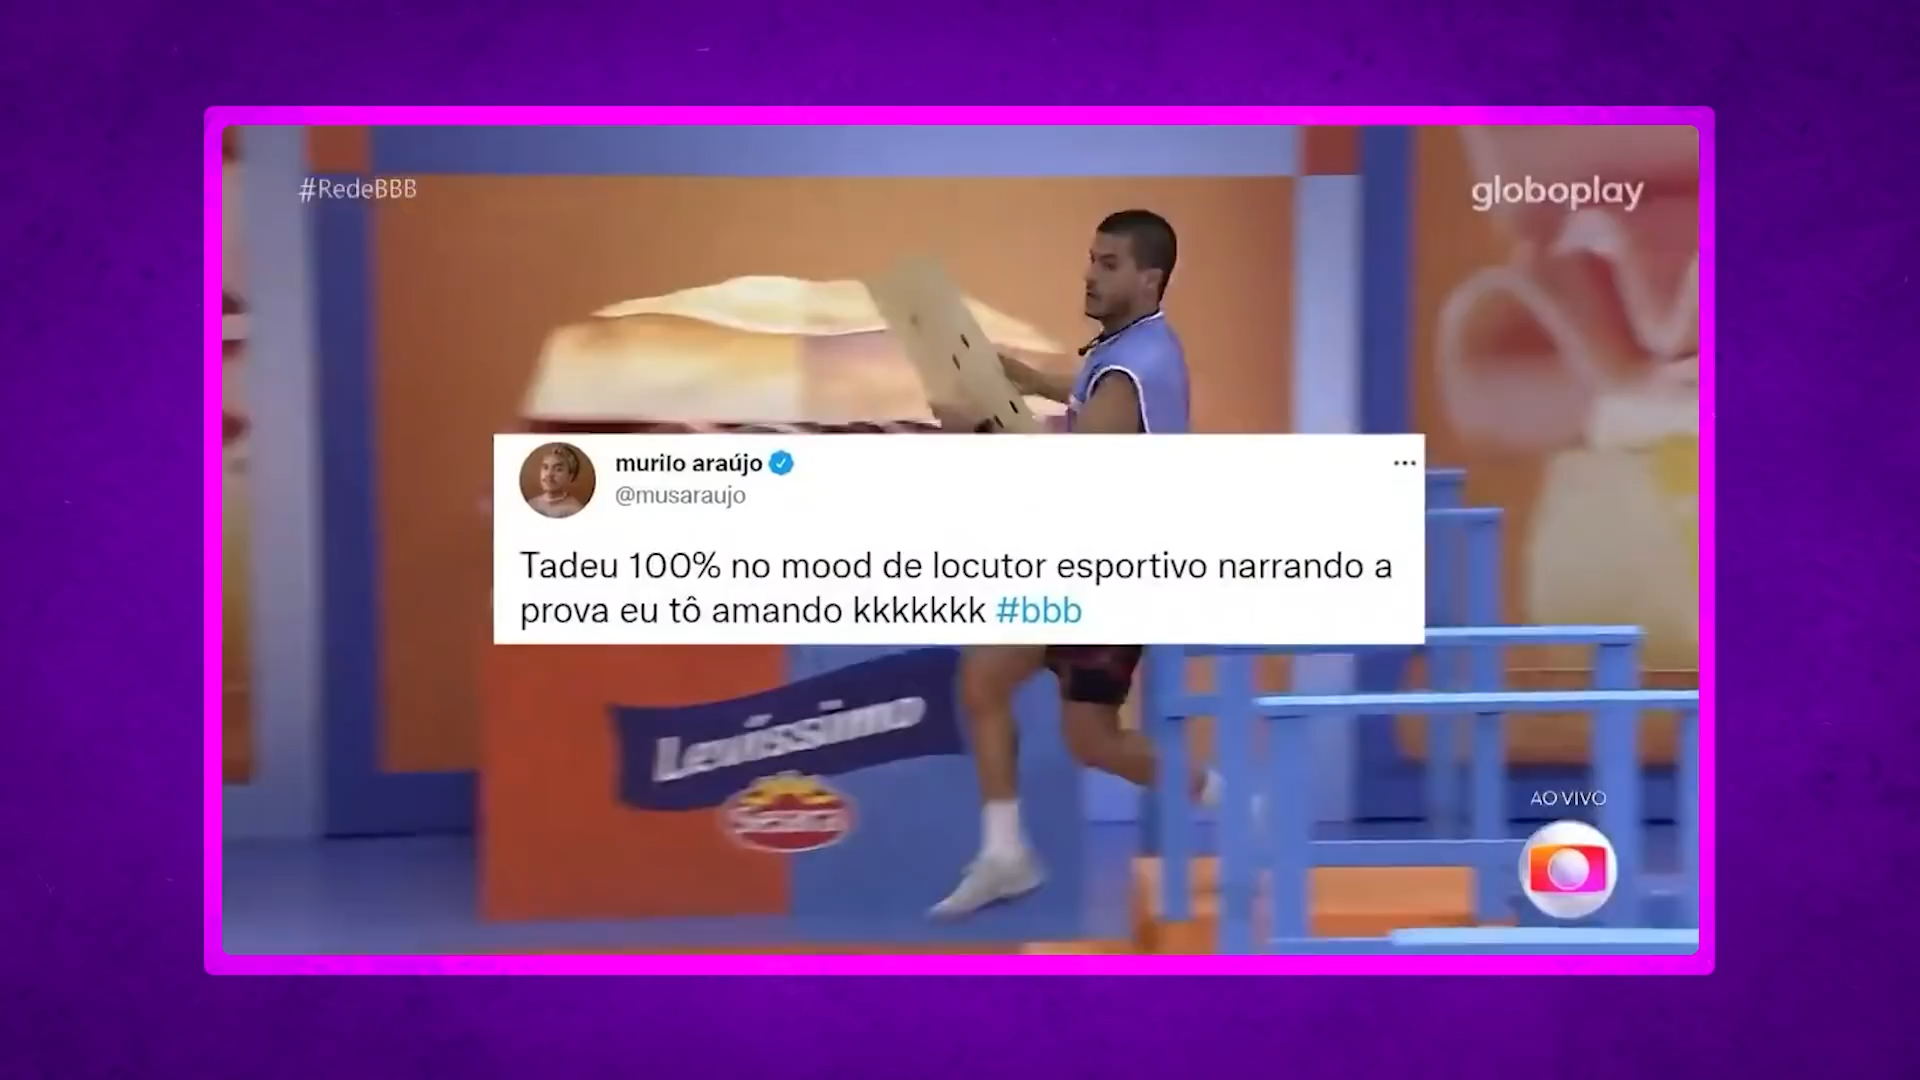 #RedeBBB
globoplay
murilo araújo
@musaraujo
Tadeu 100% no mood de locutor esportivo narrando a
prova eu tô amando kkkkkkk #bbb
Levíssimo
Seara
AO VIVO